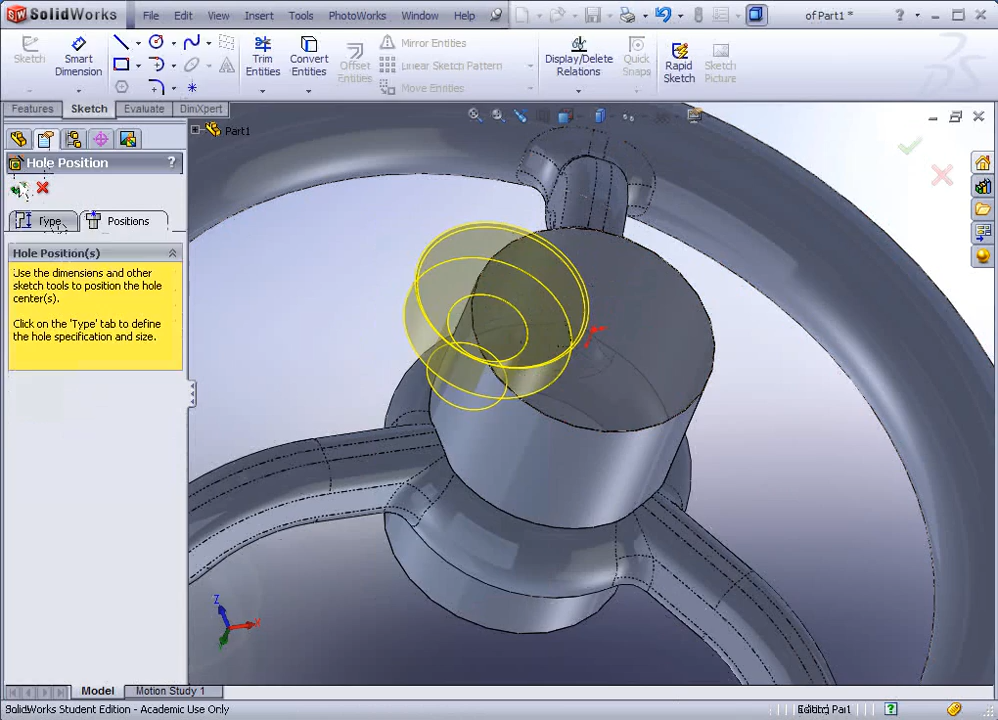 SolidWorks File Edit View Insert Tools PhotoWorks Window Help of Part1 * ?
Sketch
Smart Dimension
Trim Entities
Convert Entities
Offset Entities
Mirror Entities
Linear Sketch Pattern
Move Entities
Display/Delete Relations
Quick Snaps
Rapid Sketch
Sketch Picture
Features Sketch Evaluate DimXpert
Part1
Hole Position ?
Type Positions
Hole Position(s)
Use the dimensions and other
sketch tools to position the hole
center(s).
Click on the 'Type' tab to define
the hole specification and size.
Z
X
Model Motion Study 1
SolidWorks Student Edition - Academic Use Only
Editing Part ?